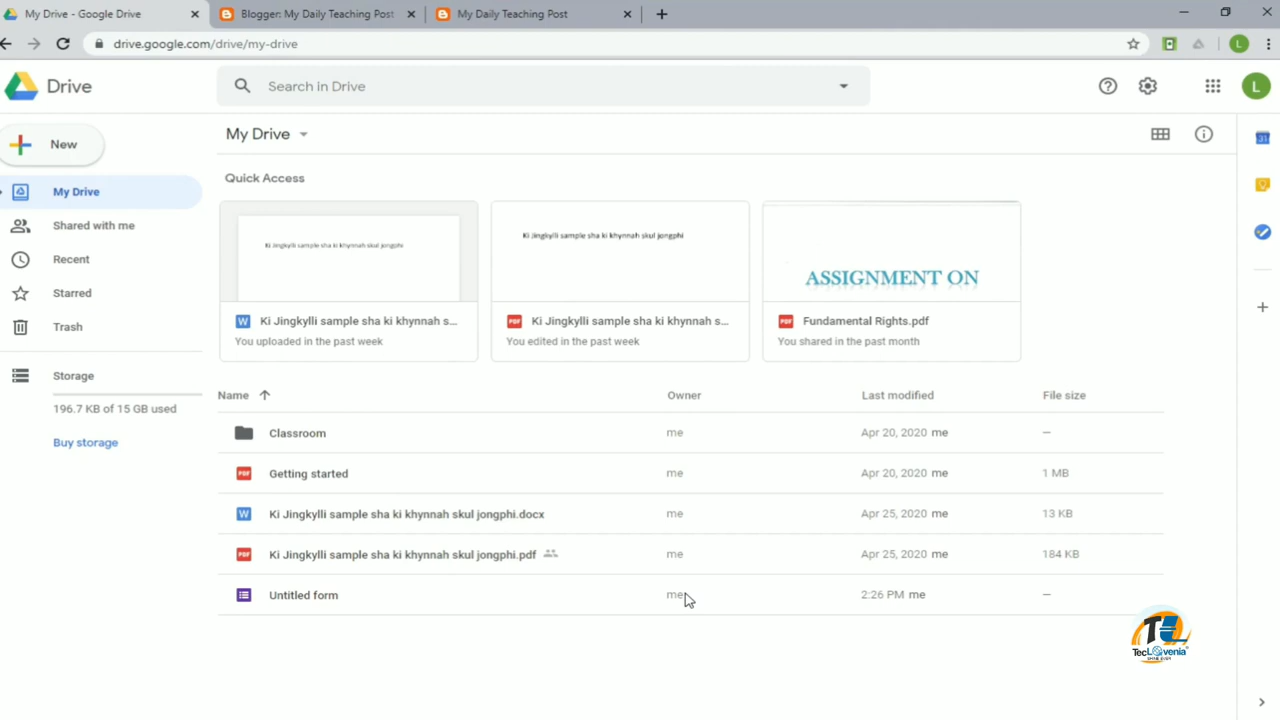 My Drive - Google Drive
Blogger: My Daily Teaching Post
My Daily Teaching Post
drive.google.com/drive/my-drive
L
Drive
Search in Drive
L
New
My Drive
Shared with me
Recent
Starred
Trash
Storage
196.7 KB of 15 GB used
Buy storage
My Drive
Quick Access
Ki Jingkylli sample sha ki khynnah skul jongphi
Ki Jingkylli sample sha ki khynnah s...
You uploaded in the past week
Ki Jingkylli sample sha ki khynnah skul jongphi
Ki Jingkylli sample sha ki khynnah s...
You edited in the past week
ASSIGNMENT ON
Fundamental Rights.pdf
You shared in the past month
Name Owner Last modified File size
Classroom me Apr 20, 2020 me —
Getting started me Apr 20, 2020 me 1 MB
Ki Jingkylli sample sha ki khynnah skul jongphi.docx me Apr 25, 2020 me 13 KB
Ki Jingkylli sample sha ki khynnah skul jongphi.pdf me Apr 25, 2020 me 184 KB
Untitled form me 2:26 PM me —
31
TL